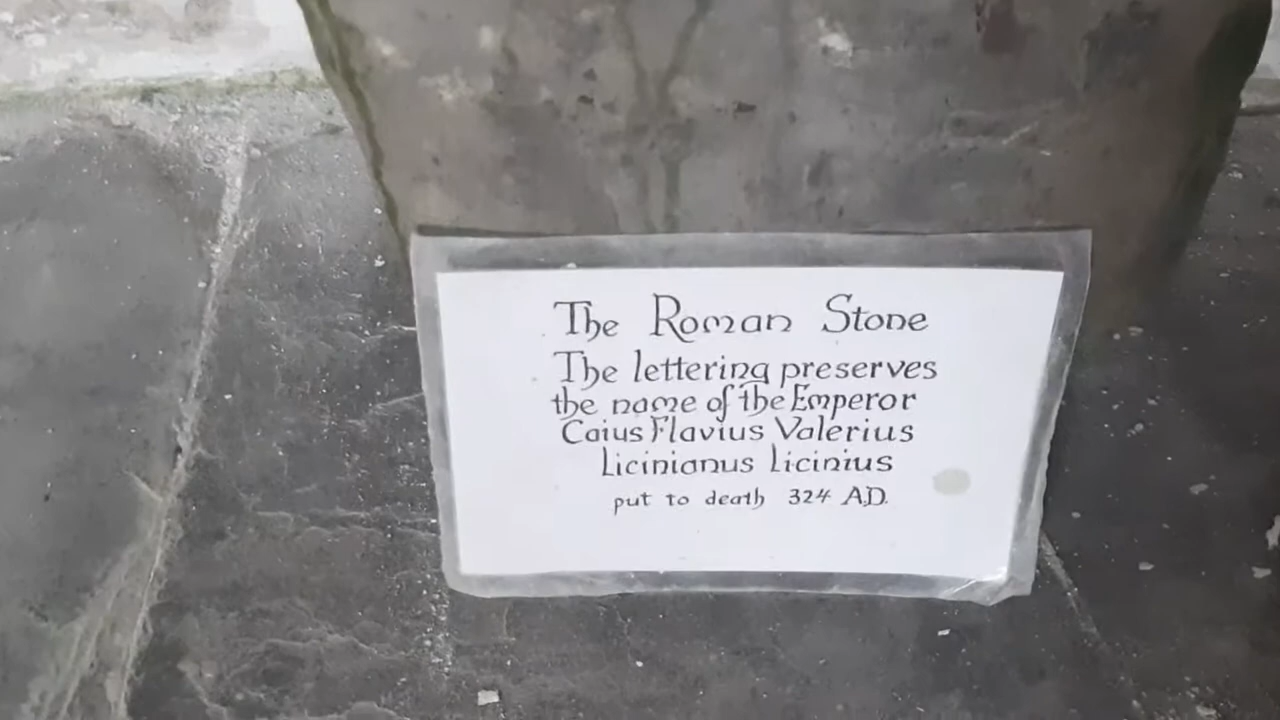 The Roman Stone
The lettering preserves
the name of the Emperor
Caius Flavius Valerius
Licinianus Licinius
put to death 324 A.D.